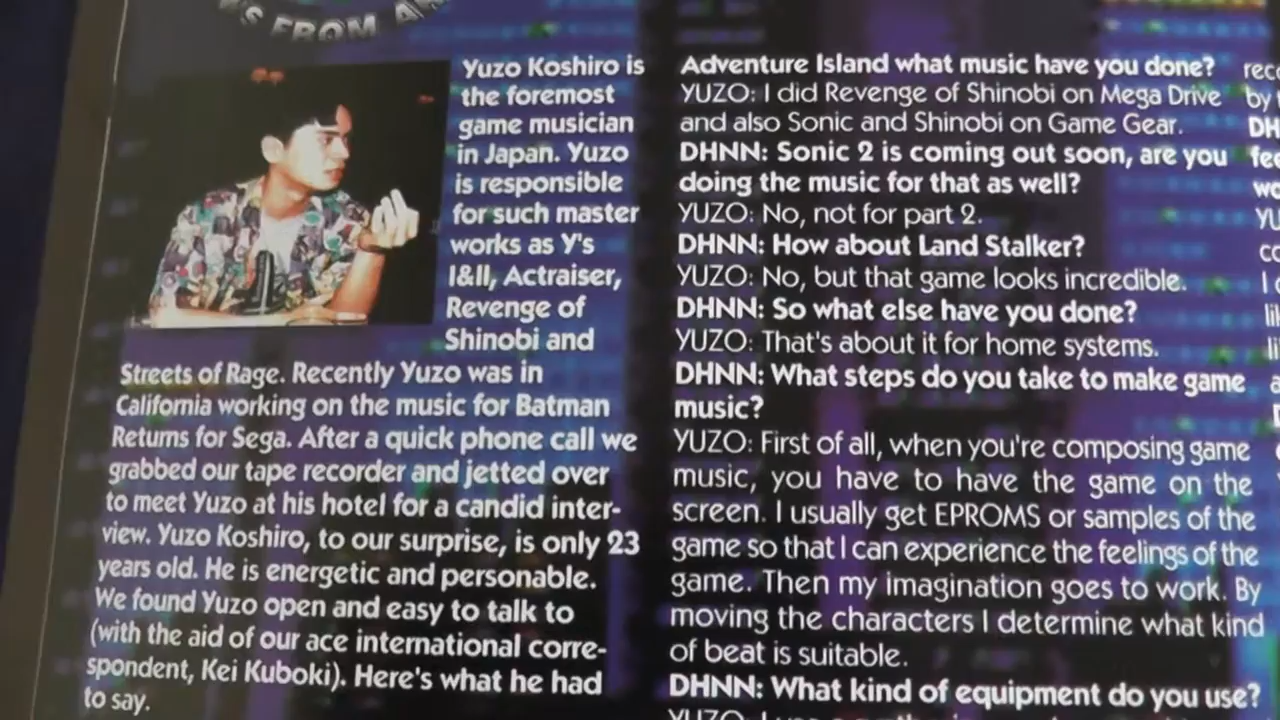 FROM
Yuzo Koshiro is
the foremost
game musician
in Japan. Yuzo
is responsible
for such master
works as Y's
I&II, Actraiser,
Revenge of
Shinobi and
Streets of Rage. Recently Yuzo was in
California working on the music for Batman
Returns for Sega. After a quick phone call we
grabbed our tape recorder and jetted over
to meet Yuzo at his hotel for a candid inter-
view. Yuzo Koshiro, to our surprise, is only 23
years old. He is energetic and personable.
We found Yuzo open and easy to talk to
(with the aid of our ace international corre-
spondent, Kei Kuboki). Here's what he had
to say.
Adventure Island what music have you done?
YUZO: I did Revenge of Shinobi on Mega Drive
and also Sonic and Shinobi on Game Gear.
DHNN: Sonic 2 is coming out soon, are you
doing the music for that as well?
YUZO: No, not for part 2.
DHNN: How about Land Stalker?
YUZO: No, but that game looks incredible.
DHNN: So what else have you done?
YUZO: That's about it for home systems.
DHNN: What steps do you take to make game
music?
YUZO: First of all, when you're composing game
music, you have to have the game on the
screen. I usually get EPROMS or samples of the
game so that I can experience the feelings of the
game. Then my imagination goes to work. By
moving the characters I determine what kind
of beat is suitable.
DHNN: What kind of equipment do you use?